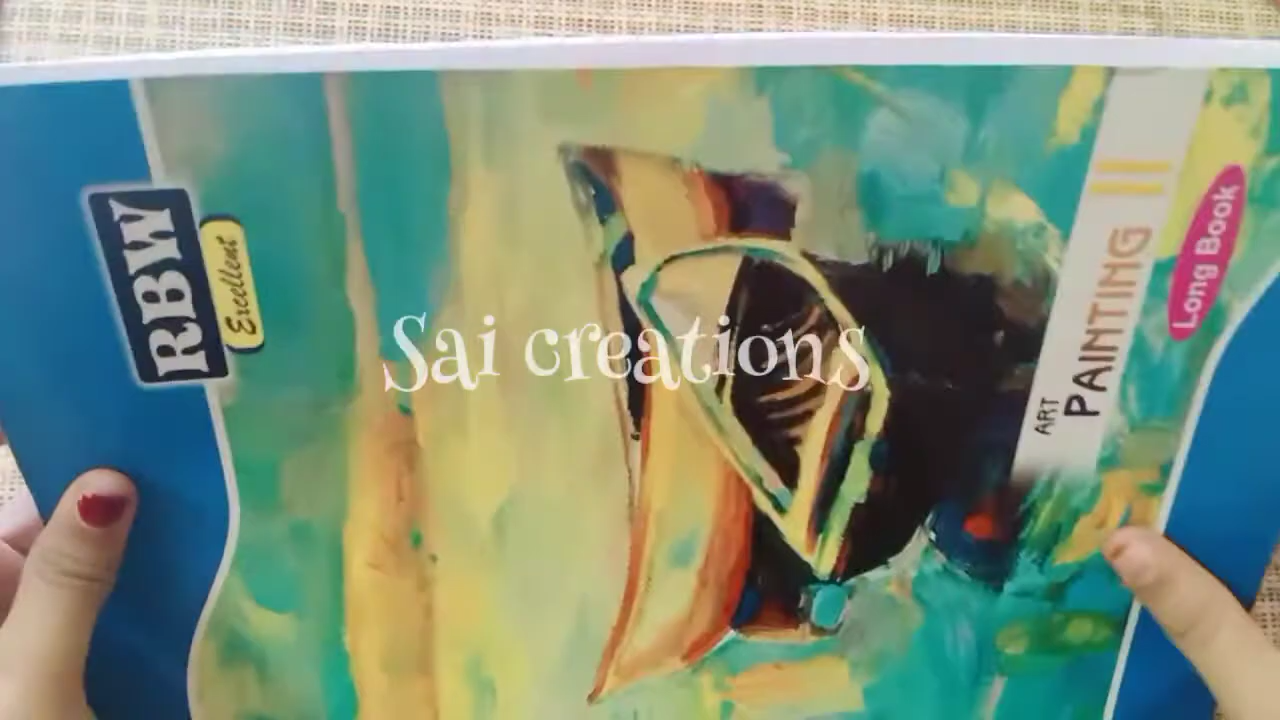 RBW
Excellent
Sai creations
ART
PAINTING
Long Book